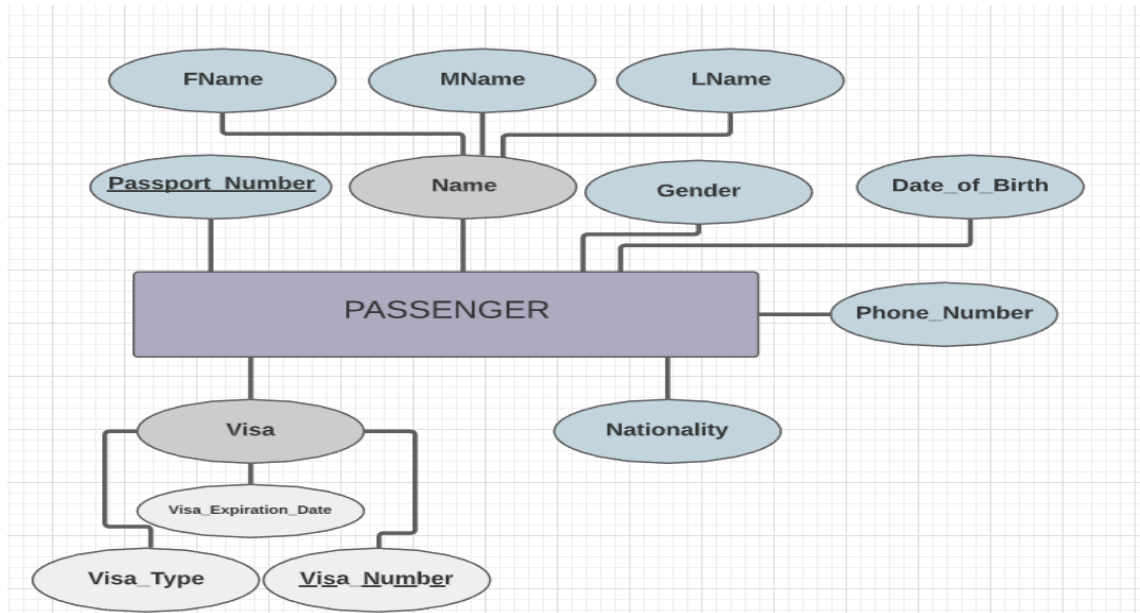 FName
MName
LName
Passport_Number
Name
Gender
Date_of_Birth
PASSENGER
Phone_Number
Visa
Nationality
Visa_Expiration_Date
Visa_Type
Visa_Number